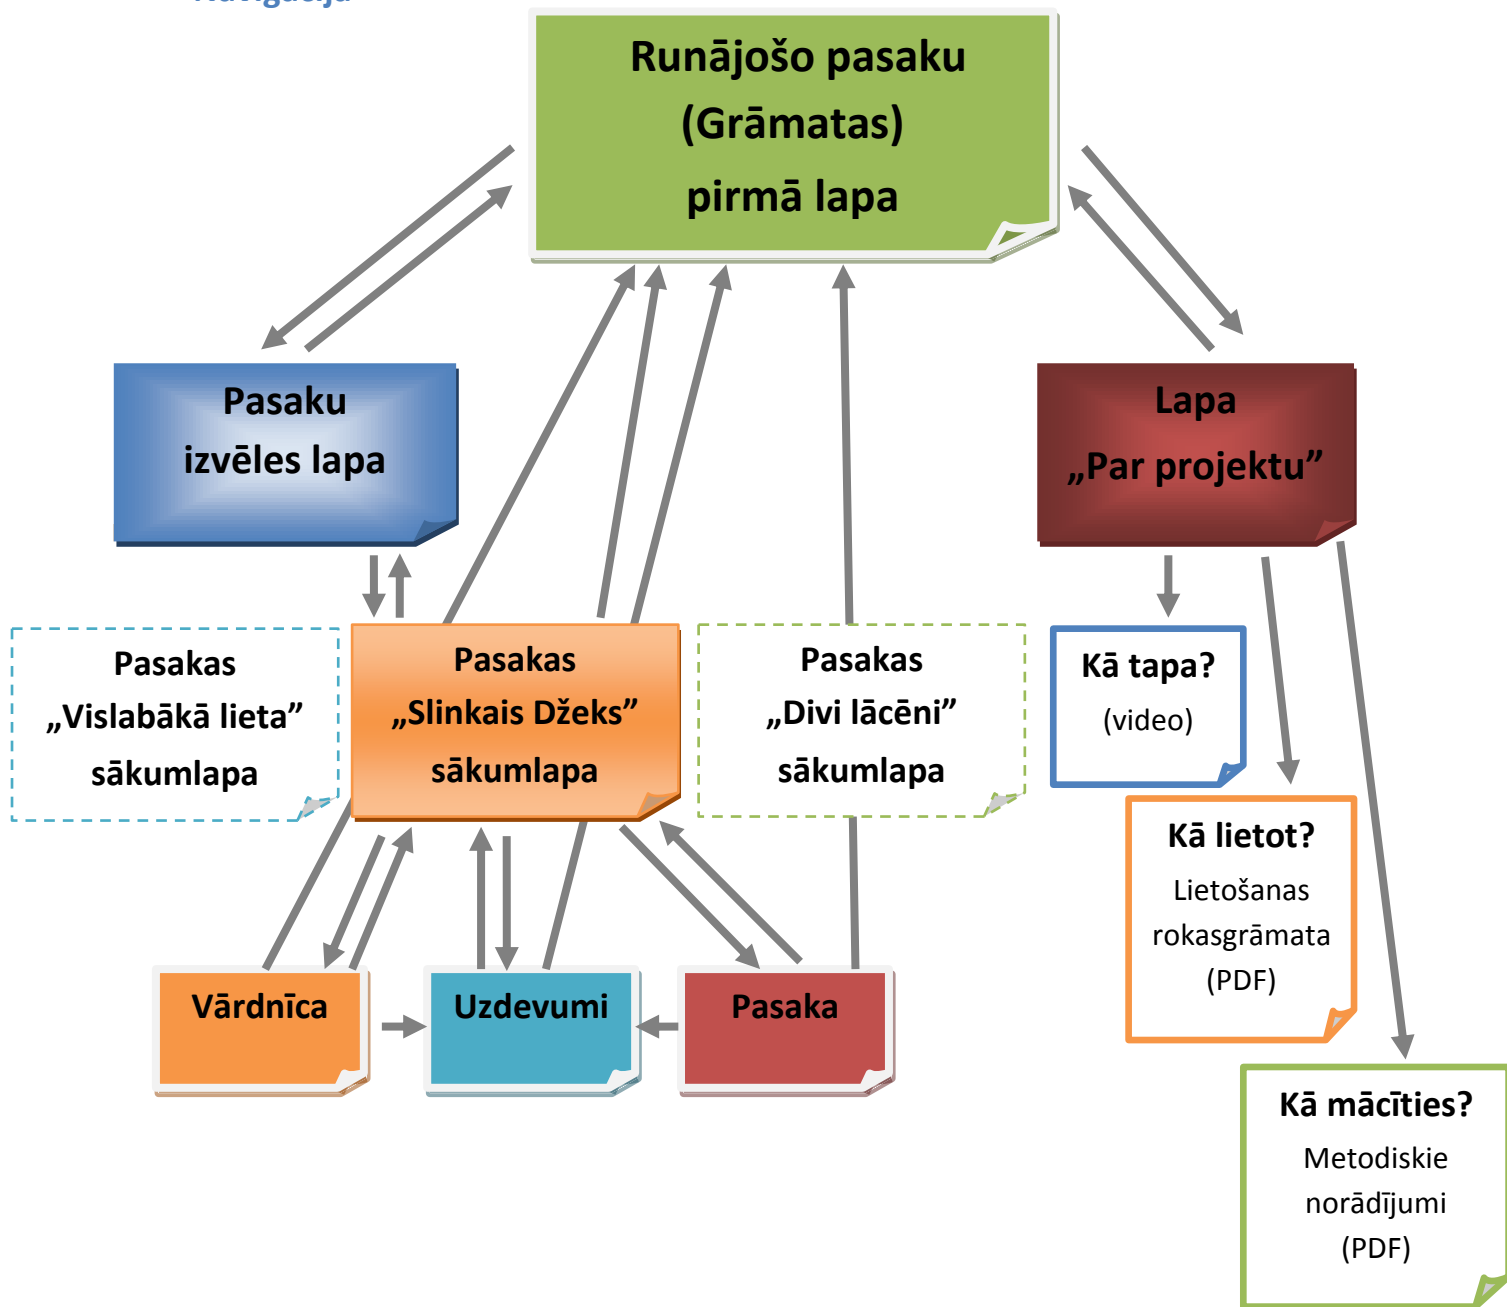 Navigācija
Runājošo pasaku
(Grāmatas)
pirmā lapa
Pasaku
izvēles lapa
Lapa
„Par projektu”
Pasakas
„Vislabākā lieta”
sākumlapa
Pasakas
„Slinkais Džeks”
sākumlapa
Pasakas
„Divi lācēni”
sākumlapa
Kā tapa?
(video)
Kā lietot?
Lietošanas
rokasgrāmata
(PDF)
Vārdnīca
Uzdevumi
Pasaka
Kā mācīties?
Metodiskie
norādījumi
(PDF)